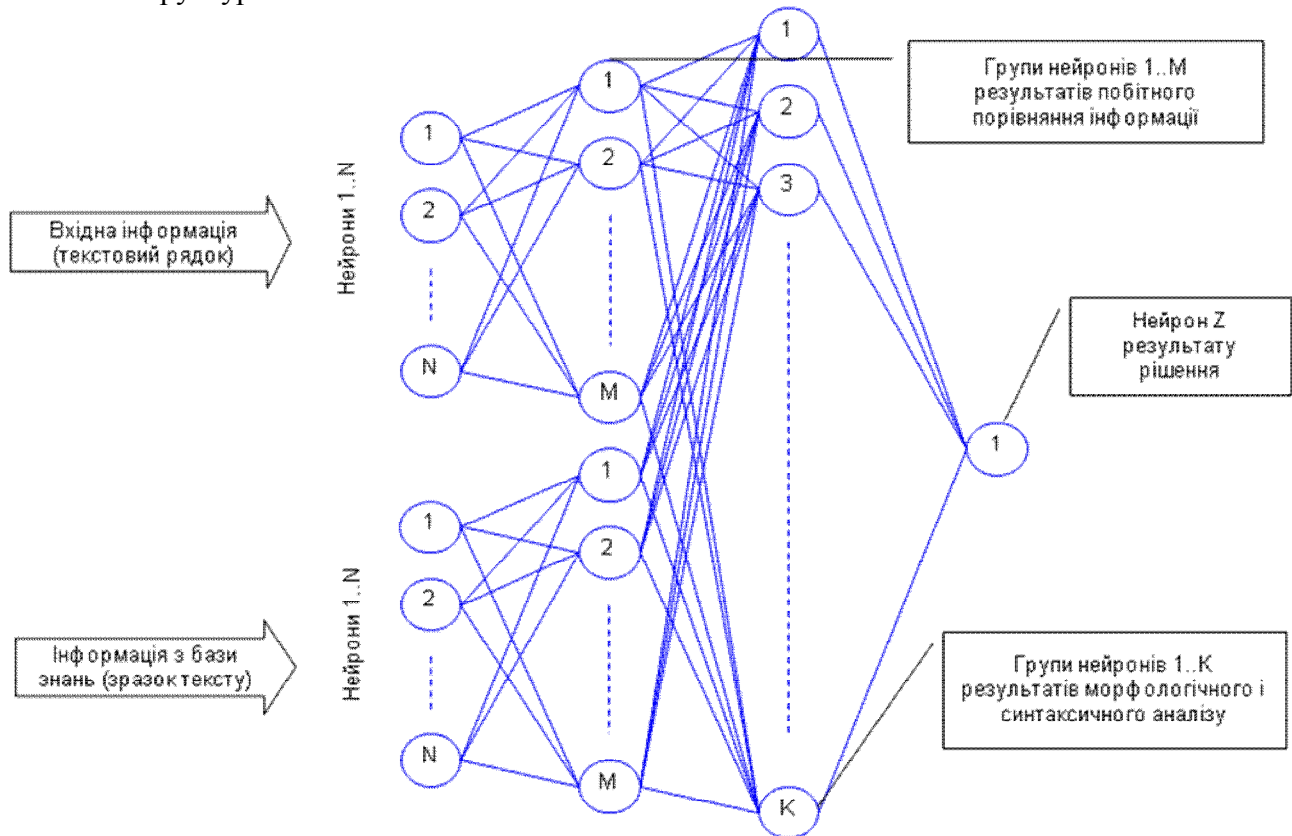 1
1
2
3
Групи нейронів 1..М
результатів побітного
порівняння інформації
1
2
2
N
M
Нейрони 1..N
Вхідна інформація
(текстовий рядок)
Нейрон Z
результату
рішення
1
1
2
1
2
N
M
K
Нейрони 1..N
Інформація з бази
знань (зразок тексту)
Групи нейронів 1..К
результатів морфологічного і
синтаксичного аналізу